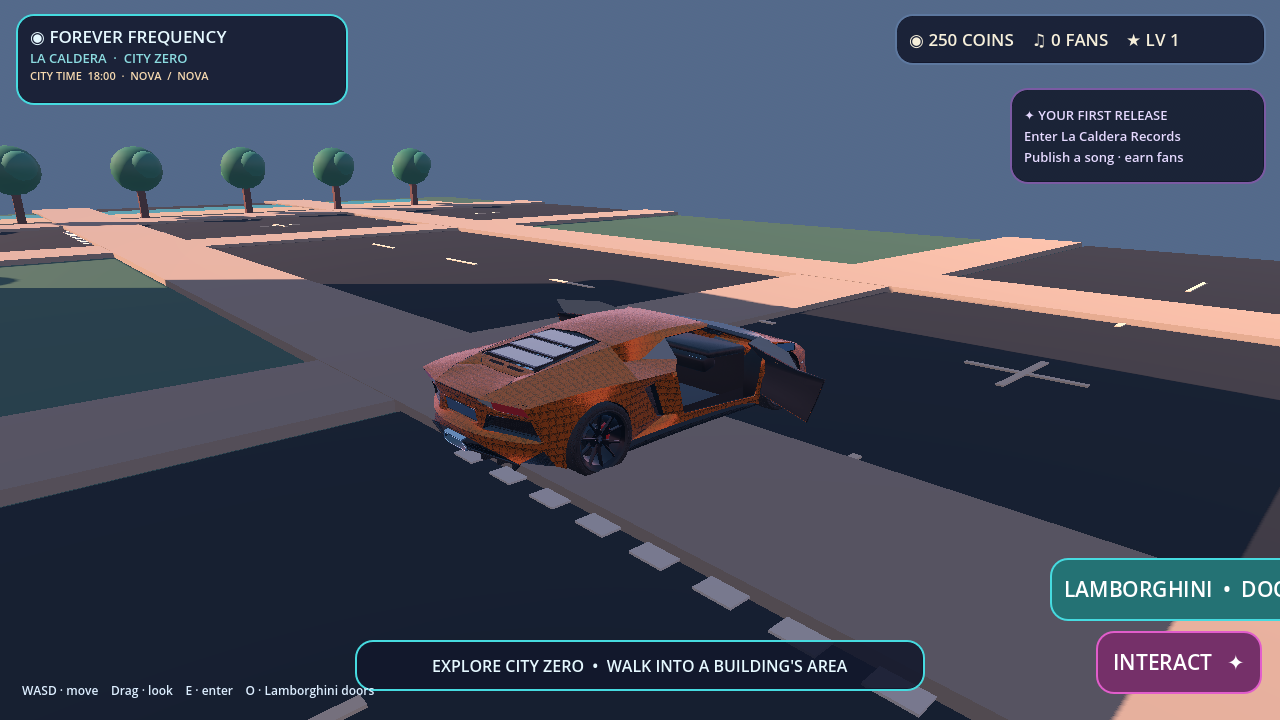 ◉ FOREVER FREQUENCY
LA CALDERA · CITY ZERO
CITY TIME 18:00 · NOVA / NOVA
◉ 250 COINS ♫ 0 FANS ★ LV 1
✦ YOUR FIRST RELEASE
Enter La Caldera Records
Publish a song · earn fans
LAMBORGHINI •
INTERACT ✦
EXPLORE CITY ZERO • WALK INTO A BUILDING'S AREA
WASD · move Drag · look E · enter O · Lamborghini doors